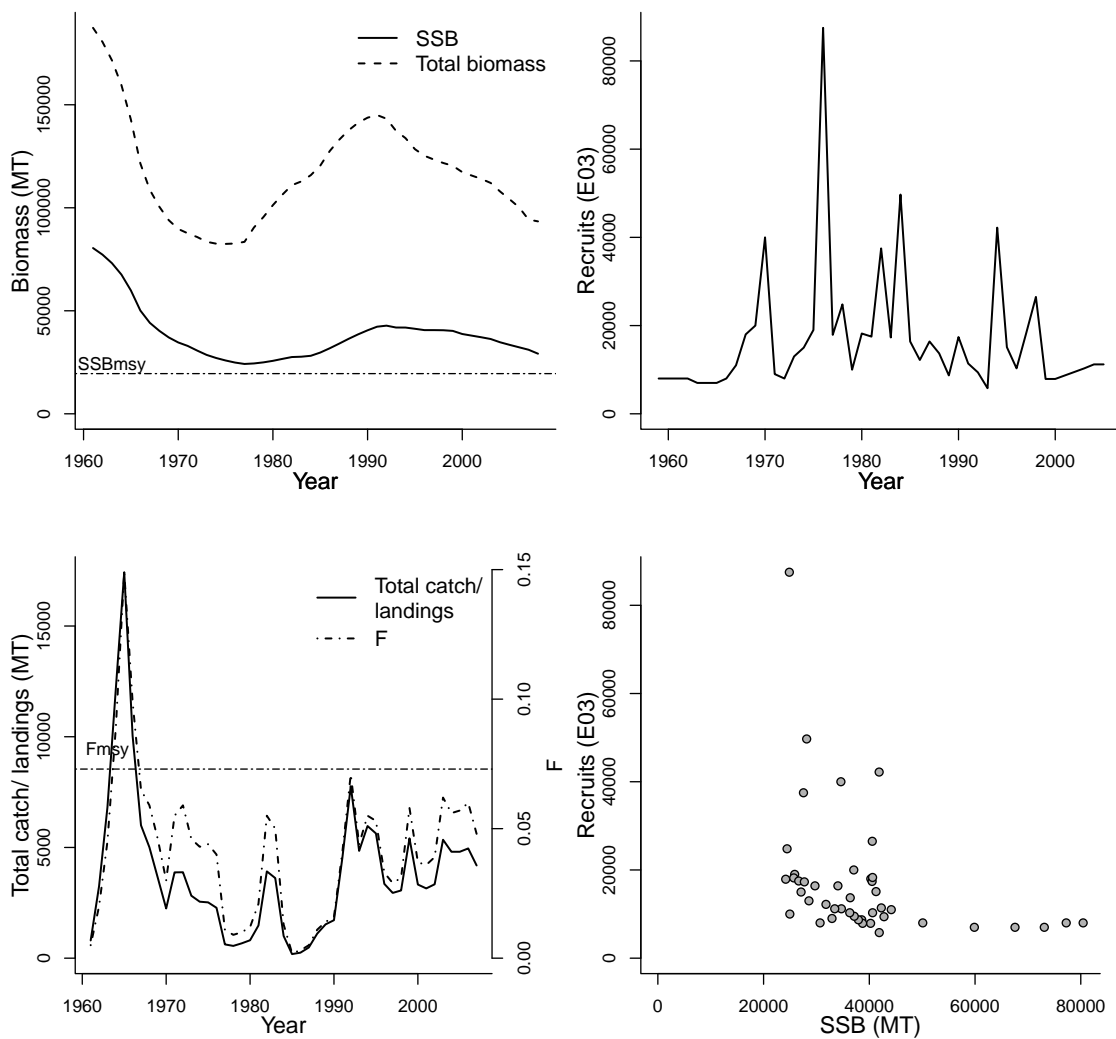 SSB
Total biomass
Biomass (MT)
0
50000
100000
150000
SSBmsy
1960 1970 1980 1990 2000
Year
Recruits (E03)
0
20000
40000
60000
80000
1960 1970 1980 1990 2000
Year
Total catch/
landings
F
Total catch/ landings (MT)
0
5000
10000
15000
Fmsy
0.00
0.05
0.10
0.15
F
1960 1970 1980 1990 2000
Year
Recruits (E03)
0
20000
40000
60000
80000
0 20000 40000 60000 80000
SSB (MT)